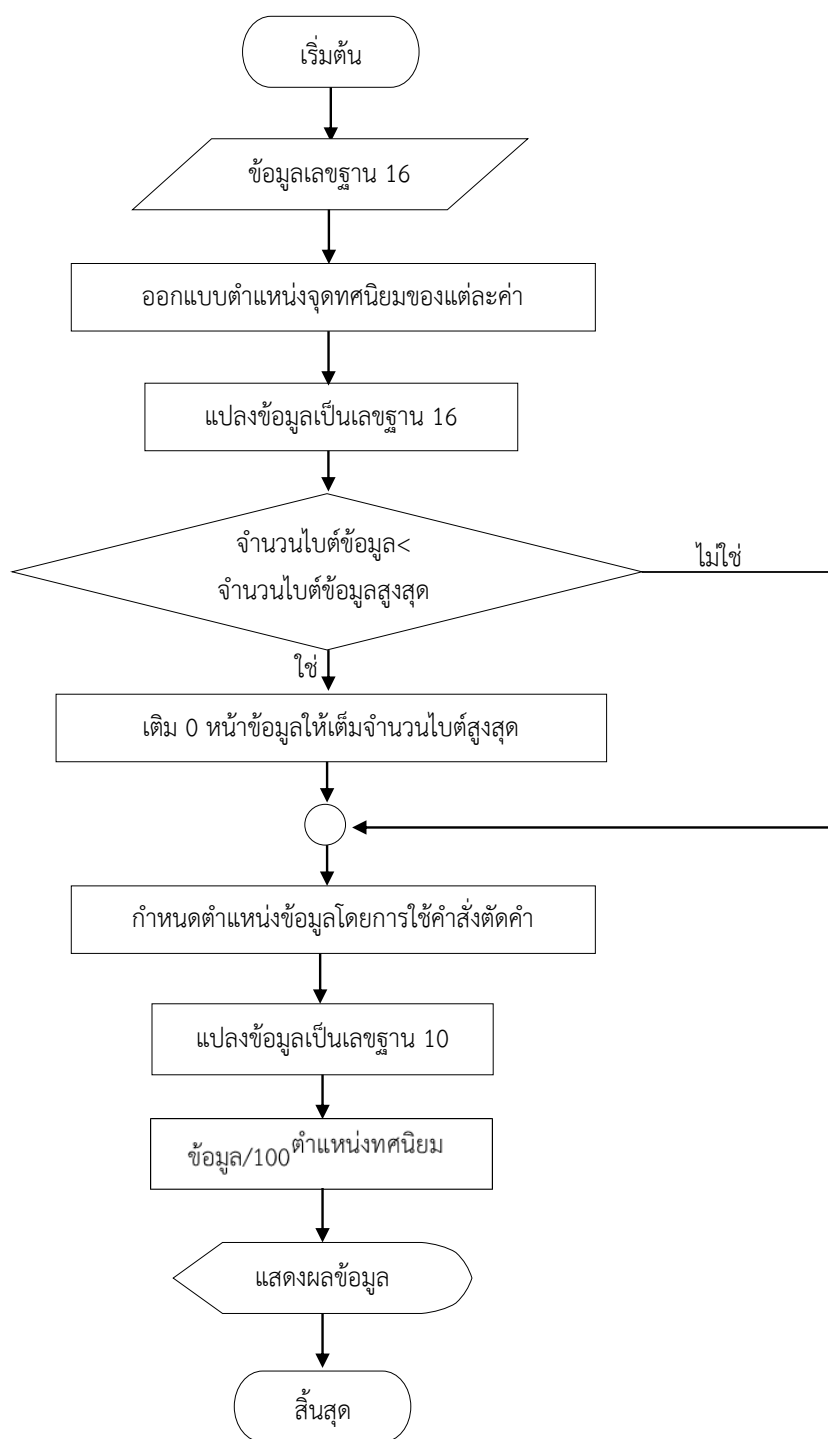 เริ่มต้น
ข้อมูลเลขฐาน 16
ออกแบบตำแหน่งจุดทศนิยมของแต่ละค่า
แปลงข้อมูลเป็นเลขฐาน 16
จำนวนไบต์ข้อมูล<
จำนวนไบต์ข้อมูลสูงสุด
ไม่ใช่
ใช่
เติม 0 หน้าข้อมูลให้เต็มจำนวนไบต์สูงสุด
กำหนดตำแหน่งข้อมูลโดยการใช้คำสั่งตัดคำ
แปลงข้อมูลเป็นเลขฐาน 10
ข้อมูล/100ตำแหน่งทศนิยม
แสดงผลข้อมูล
สิ้นสุด